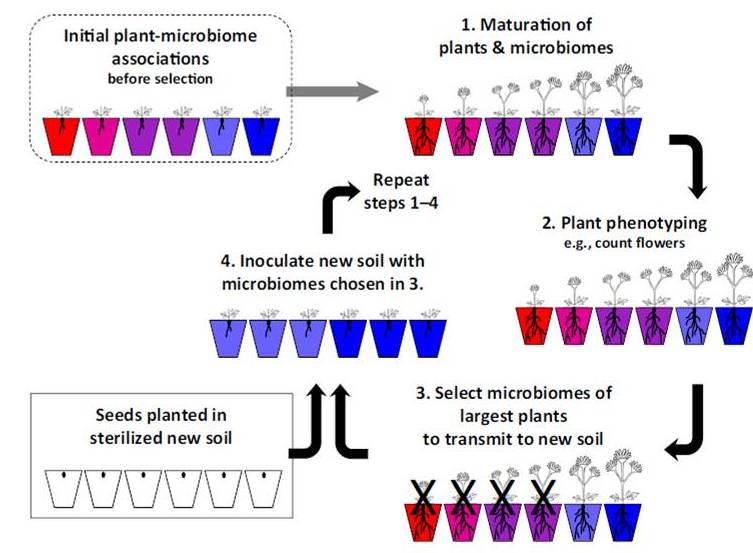 Initial plant-microbiome
associations
before selection
1. Maturation of
plants & microbiomes
Repeat
steps 1–4
2. Plant phenotyping
e.g., count flowers
4. Inoculate new soil with
microbiomes chosen in 3.
3. Select microbiomes of
largest plants
to transmit to new soil
Seeds planted in
sterilized new soil
X X X X